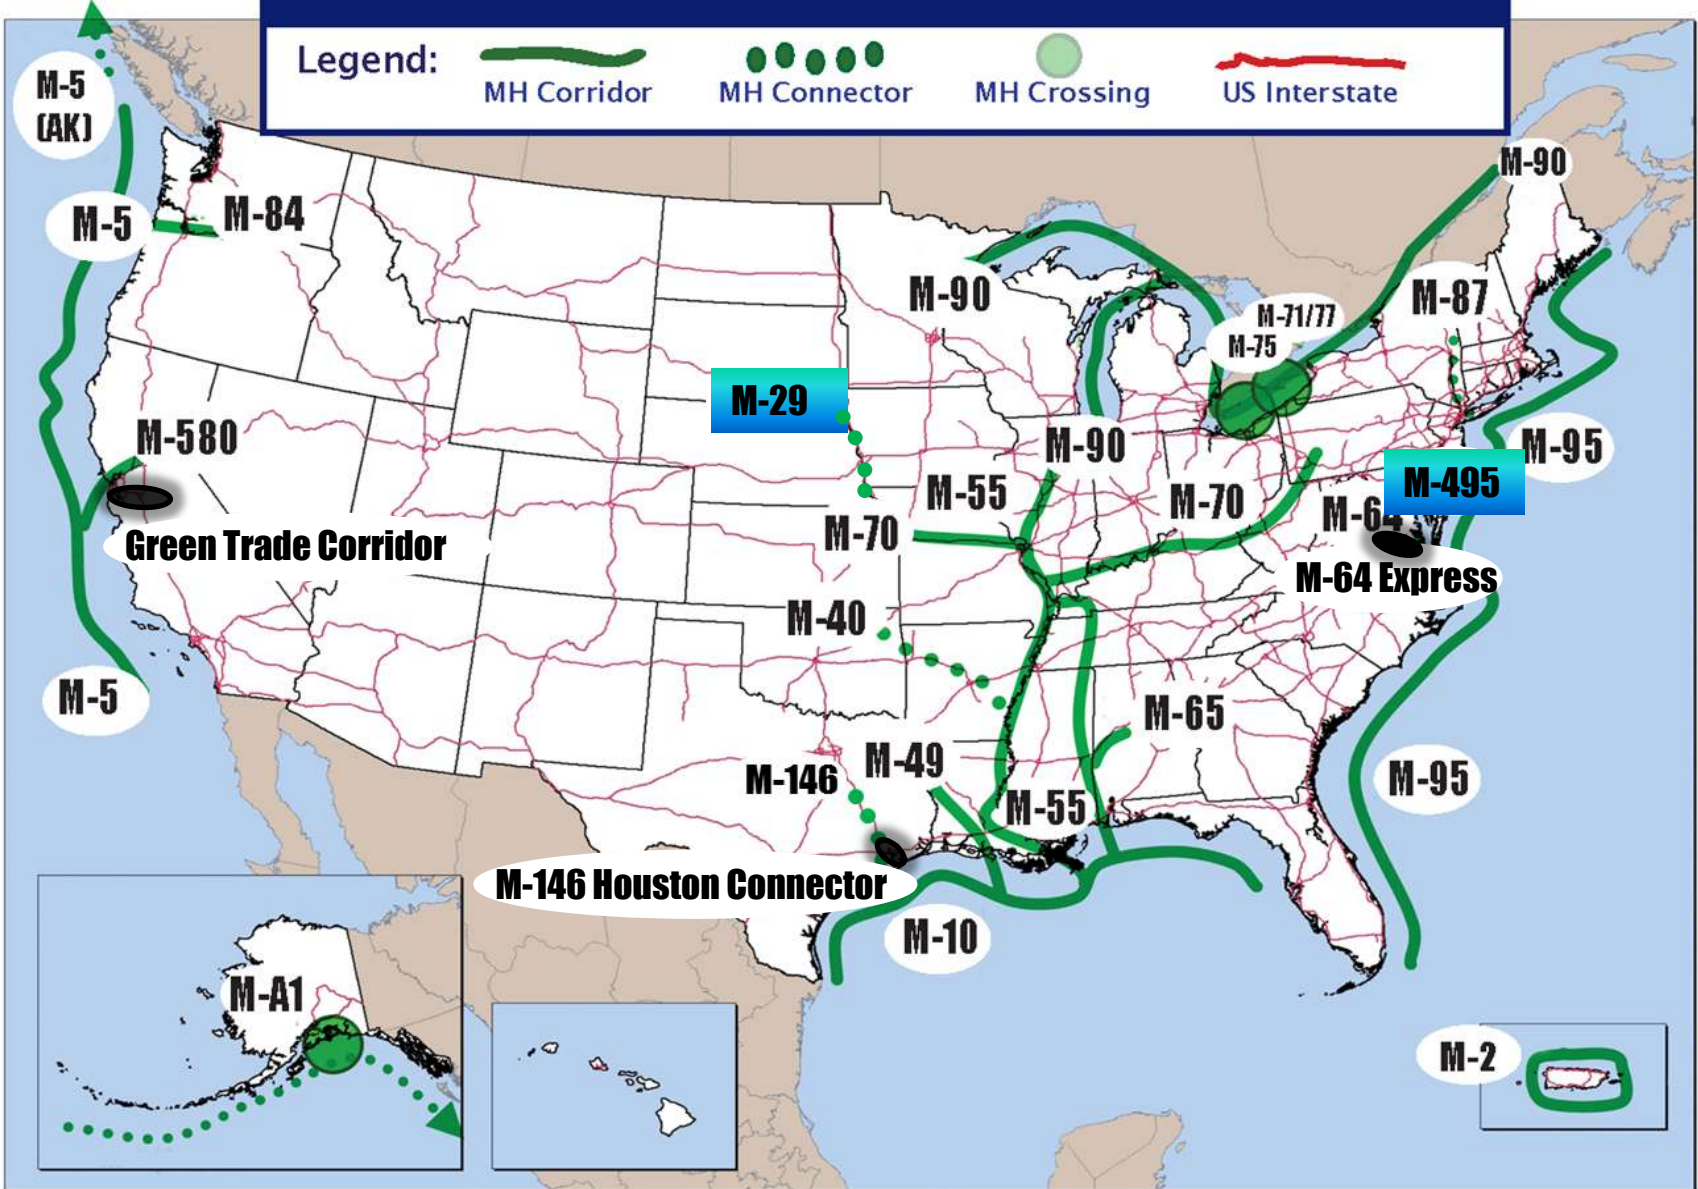 Legend:
MH Corridor
MH Connector
MH Crossing
US Interstate
M-5
(AK)
M-5
M-84
M-90
M-90
M-87
M-71/77
M-75
M-29
M-580
M-90
M-95
M-55
M-70
M-495
M-70
M-64
Green Trade Corridor
M-64 Express
M-40
M-5
M-65
M-49
M-146
M-95
M-55
M-146 Houston Connector
M-10
M-A1
M-2